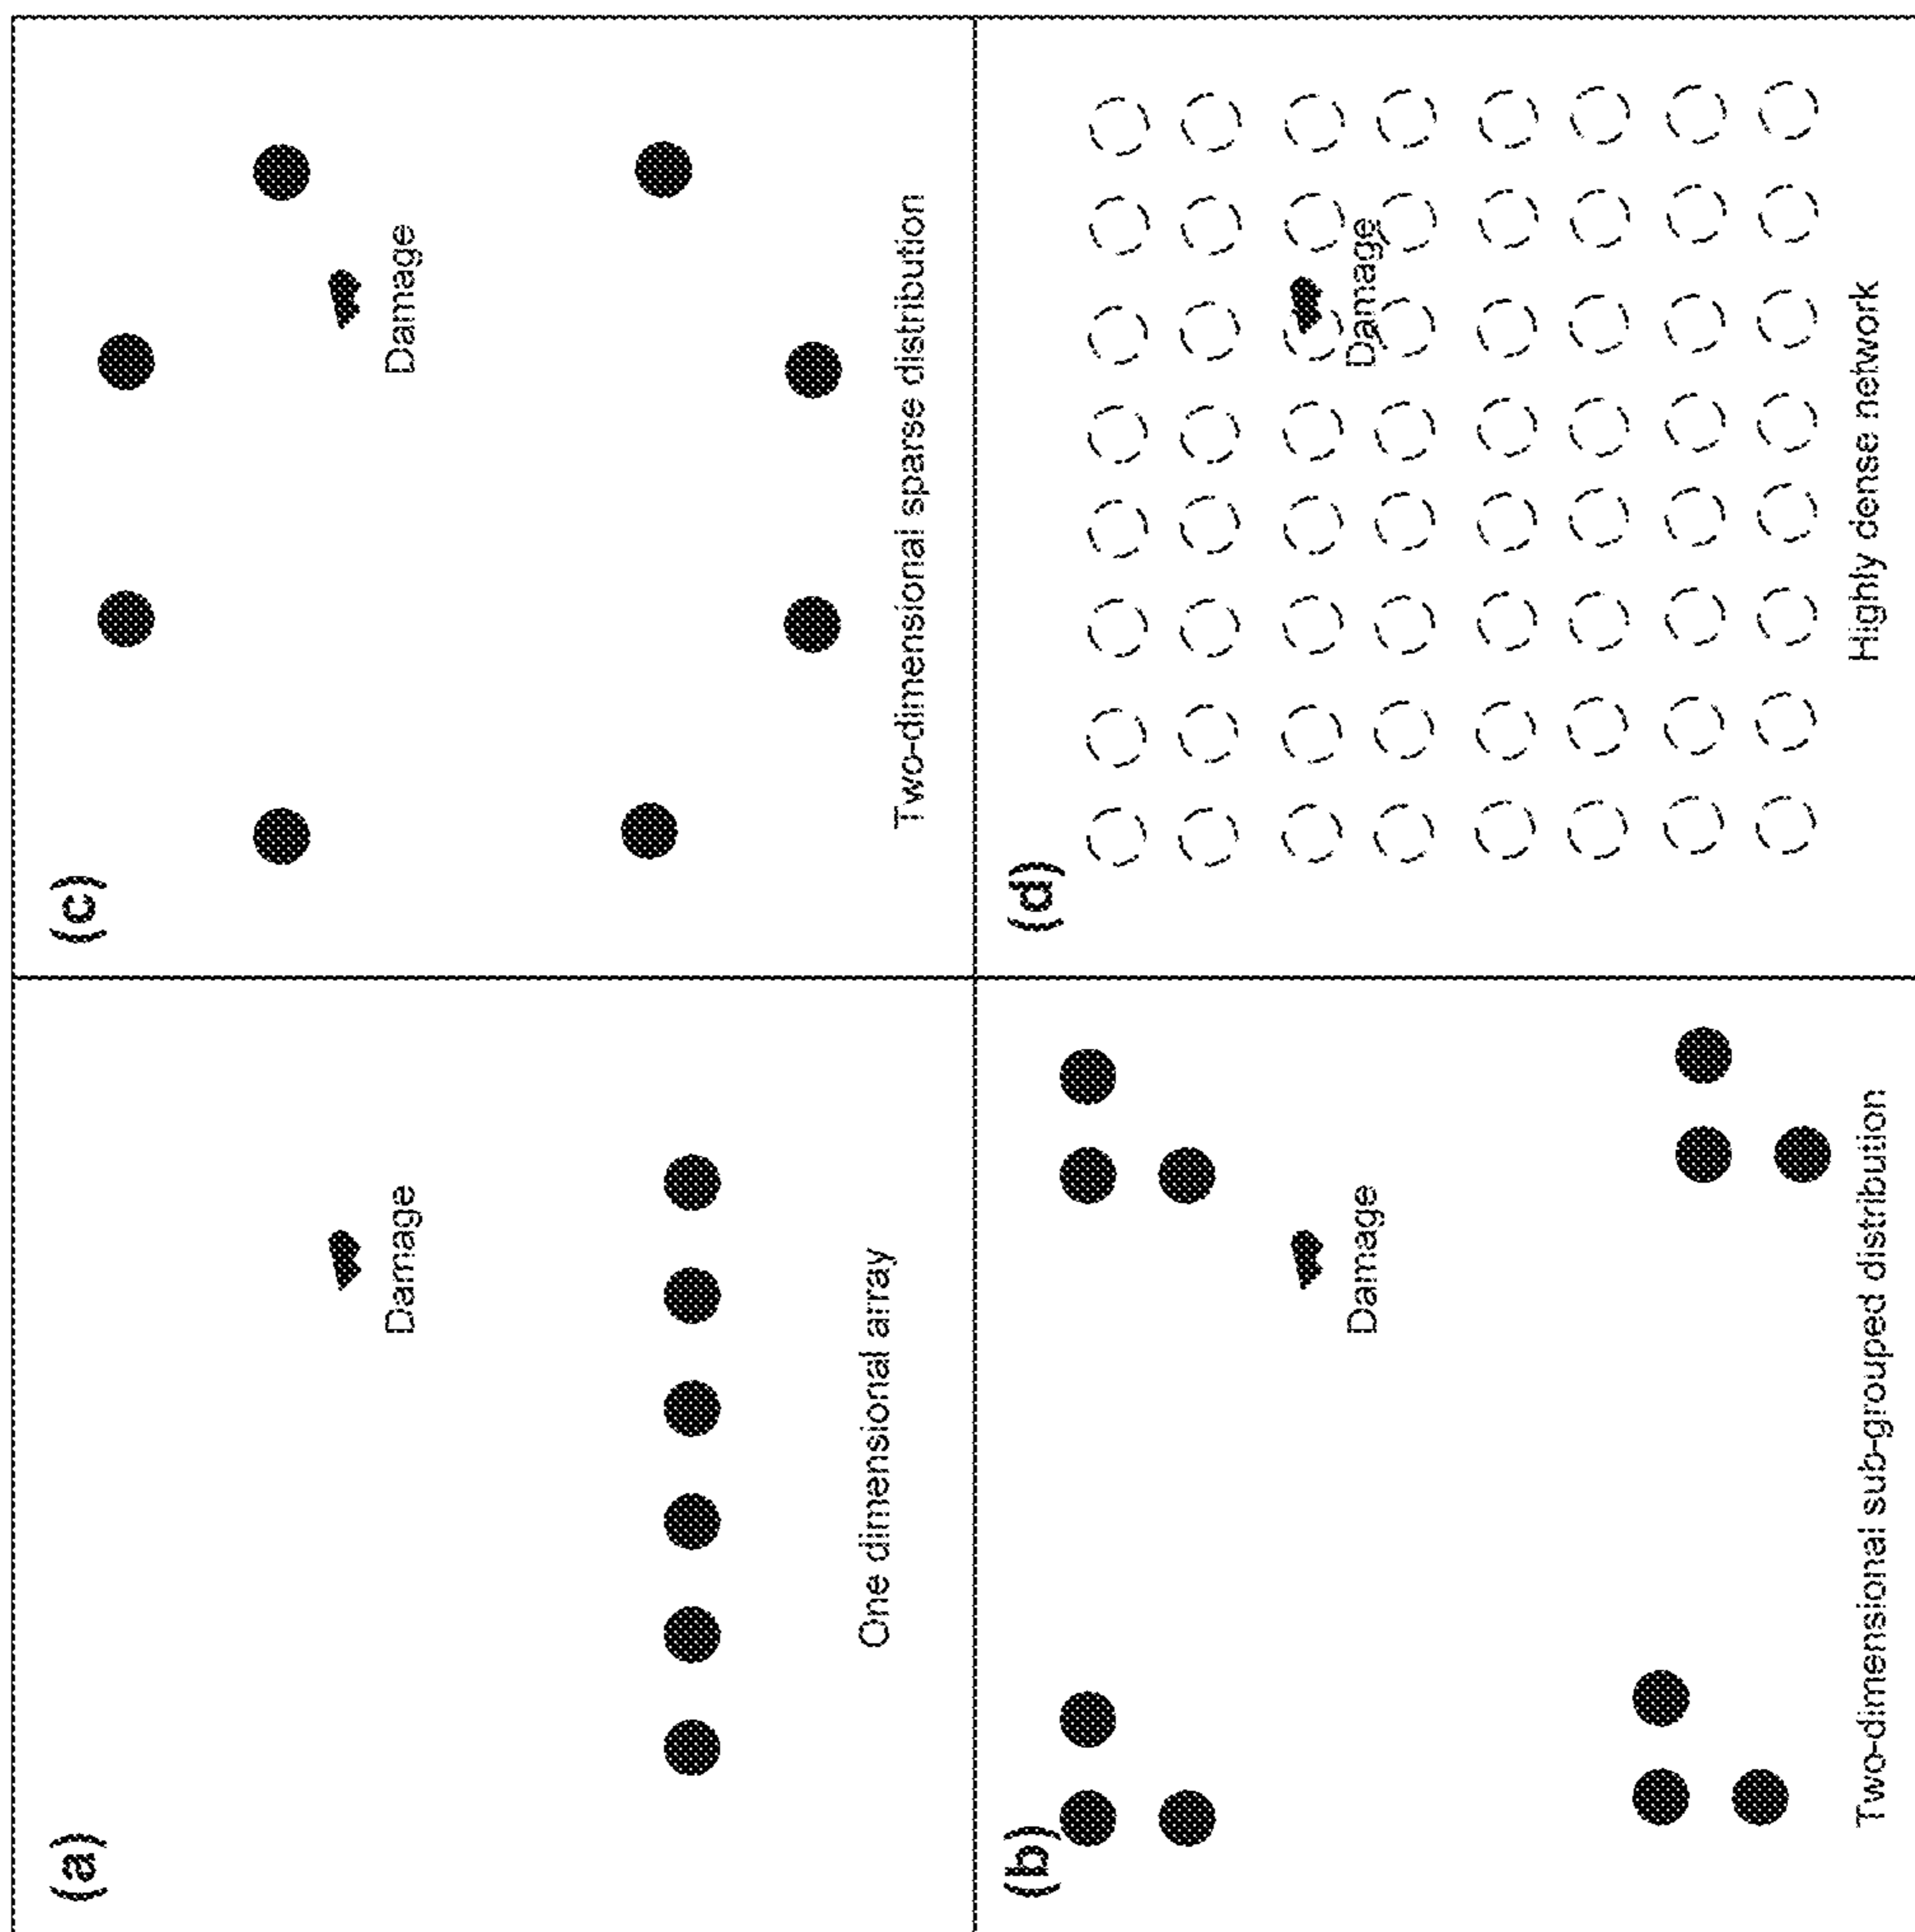 (a)
Damage
One dimensional array
(c)
Damage
Two-dimensional sparse distribution
(b)
Damage
Two-dimensional sub-grouped distribution
(d)
Damage
Highly dense network